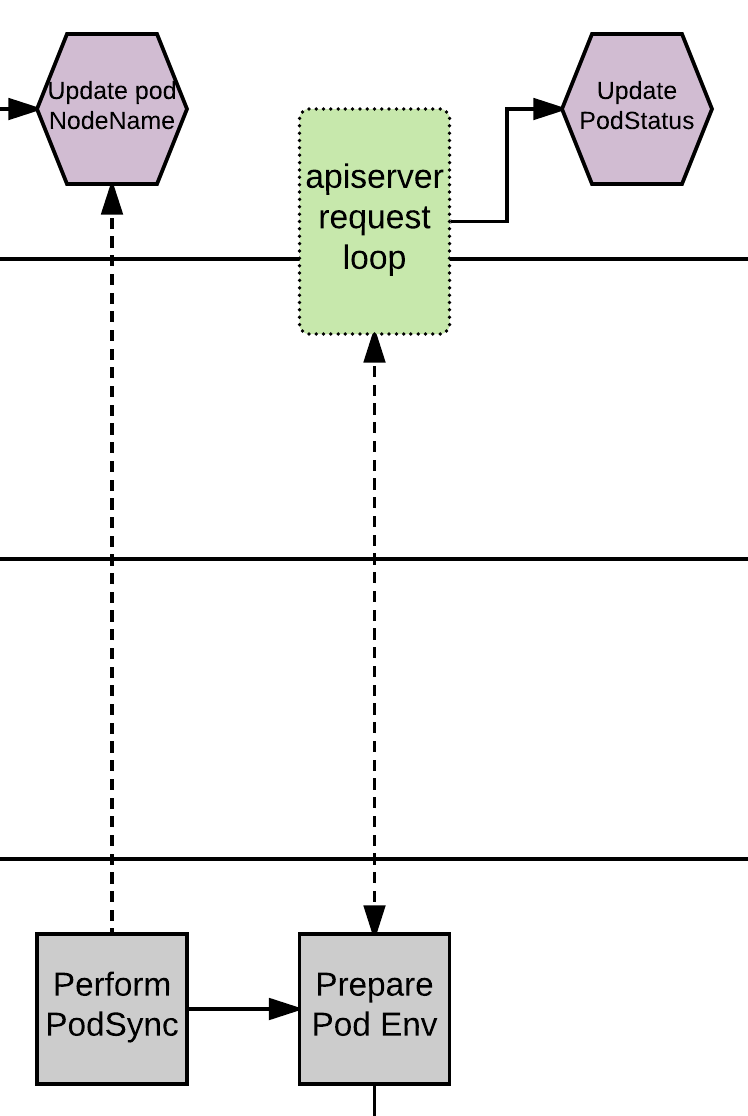 Update pod
NodeName
apiserver
request
loop
Update
PodStatus
Perform
PodSync
Prepare
Pod Env